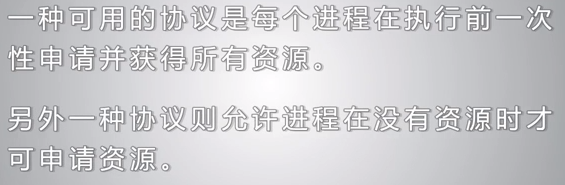 一种可用的协议是每个进程在执行前一次
性申请并获得所有资源。
另外一种协议则允许进程在没有资源时才
可申请资源。